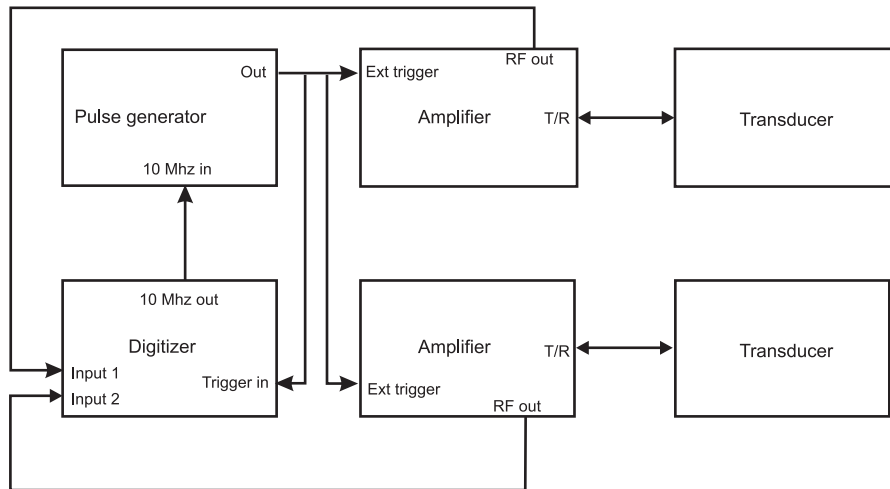 Out
Pulse generator
10 Mhz in
RF out
Ext trigger
Amplifier
T/R
Transducer
10 Mhz out
Digitizer
Input 1
Input 2
Trigger in
Amplifier
T/R
Ext trigger
RF out
Transducer